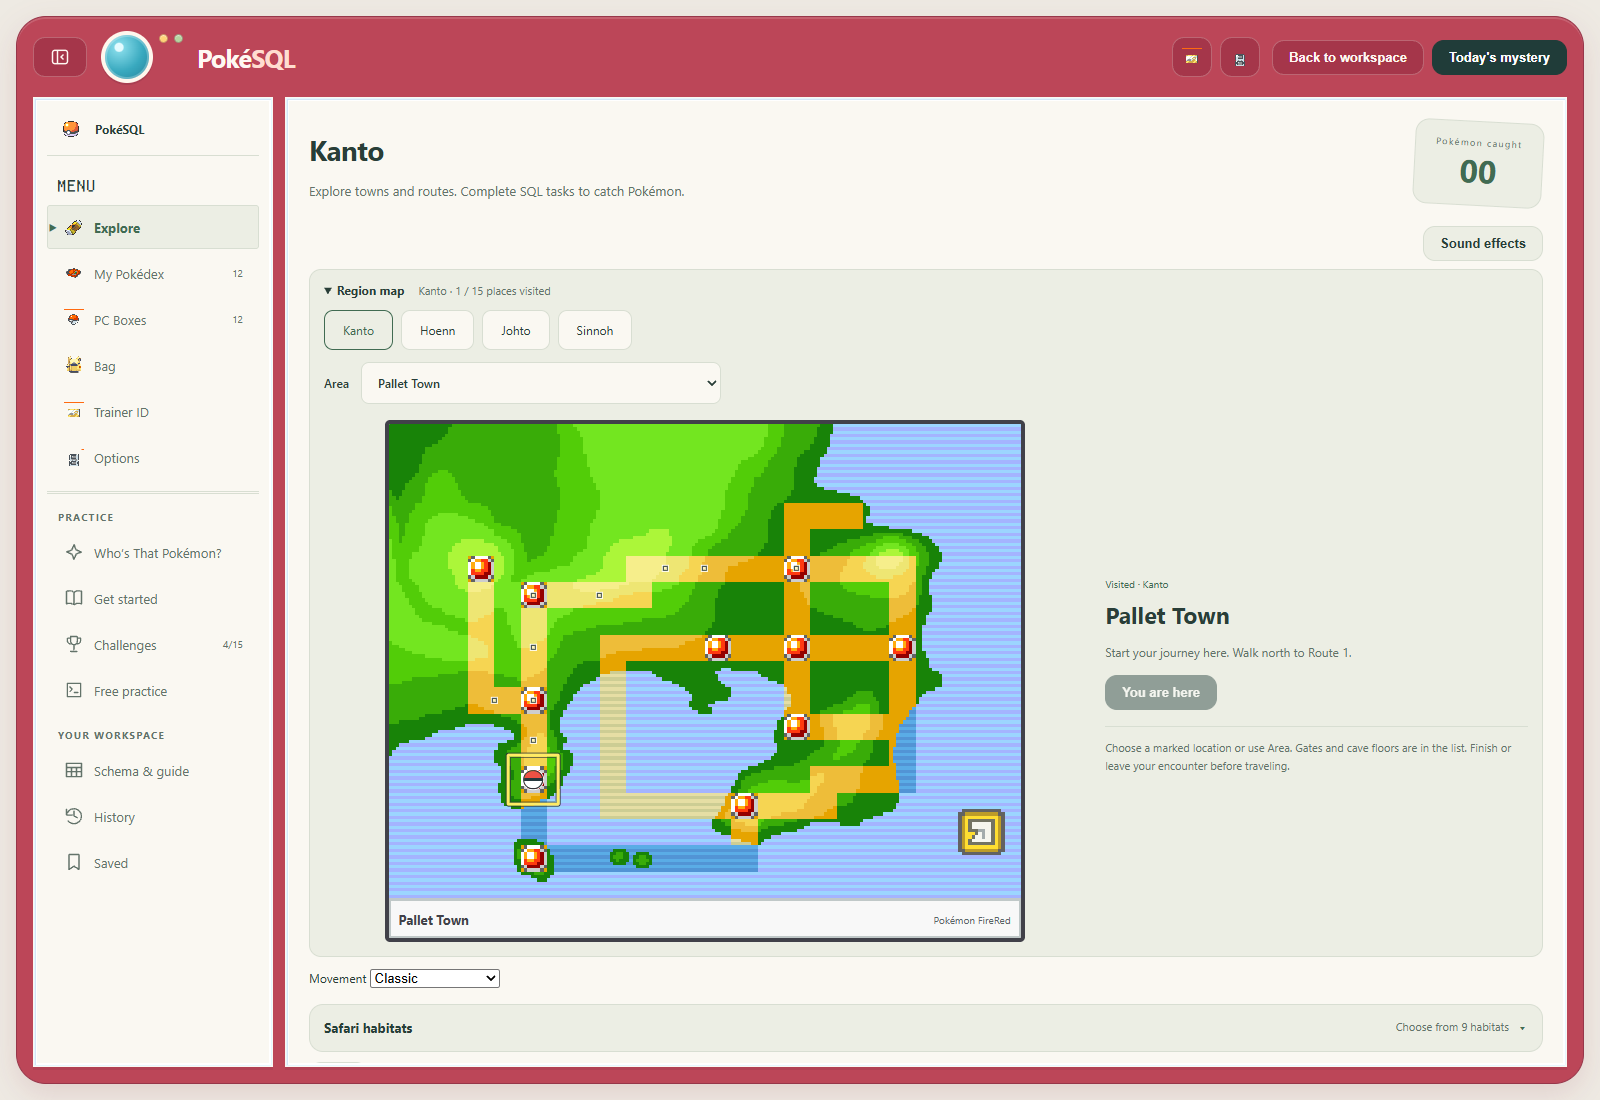 PokéSQL
Back to workspace
Today's mystery
PokéSQL
MENU
Explore
My Pokédex 12
PC Boxes 12
Bag
Trainer ID
Options
PRACTICE
Who's That Pokémon?
Get started
Challenges 4/15
Free practice
YOUR WORKSPACE
Schema & guide
History
Saved
Kanto
Explore towns and routes. Complete SQL tasks to catch Pokémon.
Pokémon caught
00
Sound effects
Region map Kanto · 1 / 15 places visited
Kanto Hoenn Johto Sinnoh
Area Pallet Town
Pallet Town Pokémon FireRed
Visited · Kanto
Pallet Town
Start your journey here. Walk north to Route 1.
You are here
Choose a marked location or use Area. Gates and cave floors are in the list. Finish or
leave your encounter before traveling.
Movement Classic
Safari habitats Choose from 9 habitats